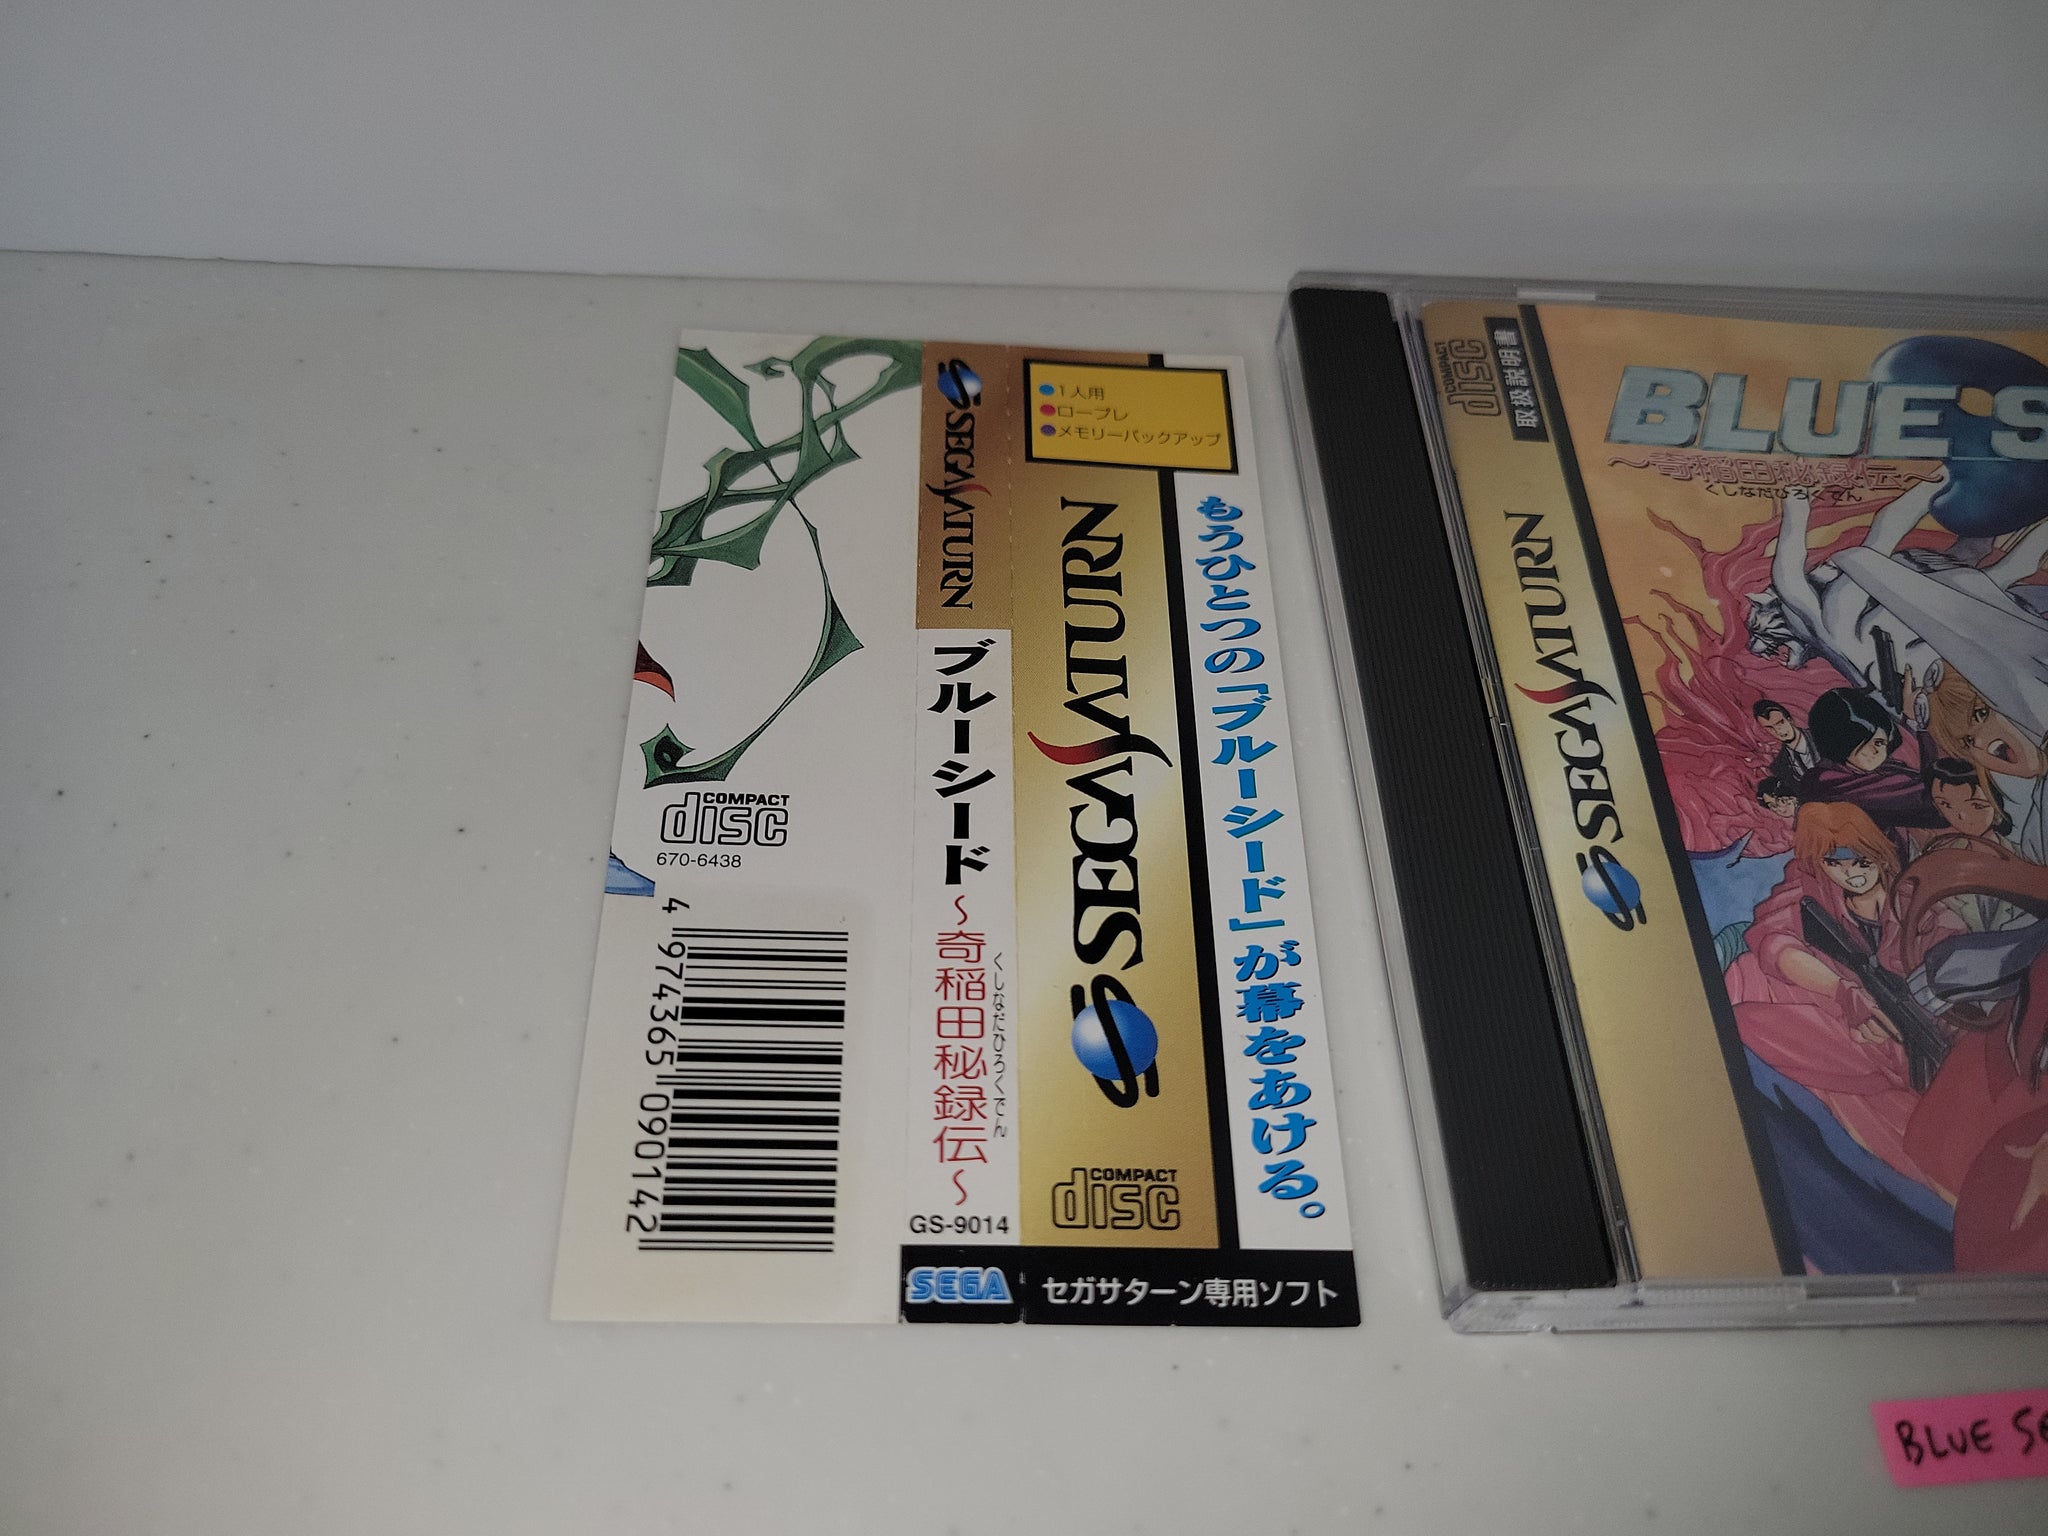 COMPACT
disc
670-6438
4 974365 090142
SEGA SATURN
ブルーシード
～奇稲田秘録伝～
くしなだひろくでん
GS-9014
SEGA
1人用
ロープレ
メモリーバックアップ
SEGA SATURN
COMPACT
disc
セガサターン専用ソフト
もうひとつの「ブルーシード」が幕をあける。
COMPACT
disc
取扱説明書
SEGA SATURN
BLUE S
～奇稲田秘録伝～
くしなだひろくでん
BLUE SE